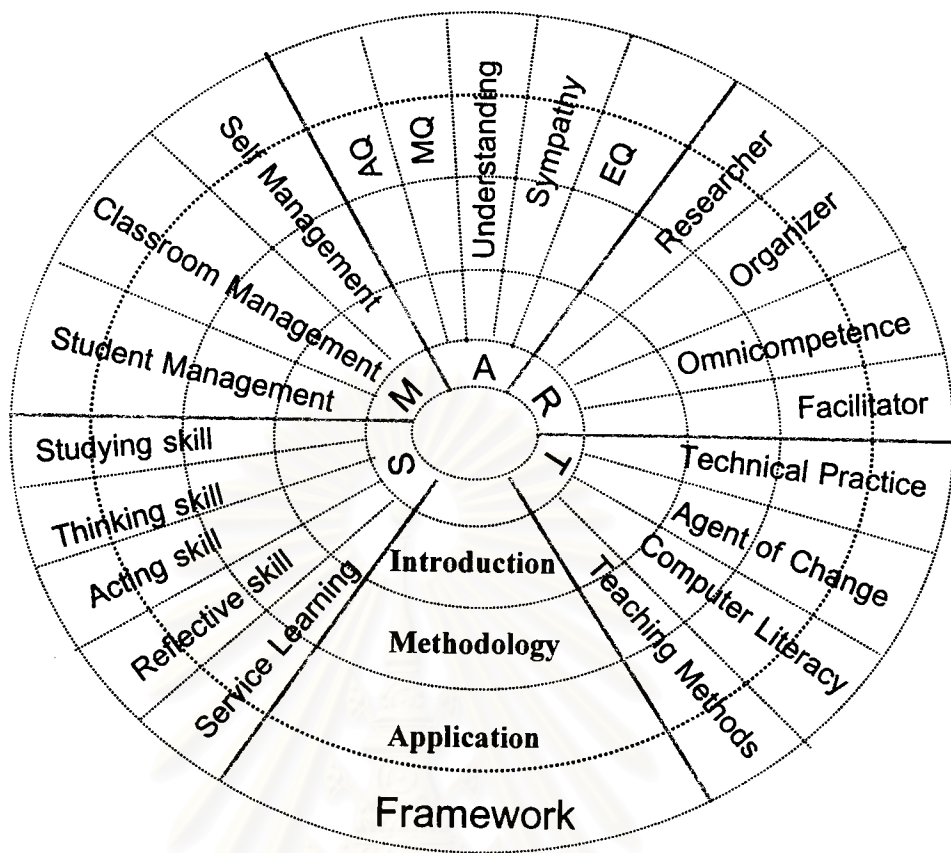 Self Management
Classroom Management
Student Management
AQ
MQ
Understanding
Sympathy
EQ
Researcher
Organizer
Omnicompetence
Facilitator
S
M
A
R
T
Studying skill
Thinking skill
Acting skill
Reflective skill
Service Learning
Technical Practice
Agent of Change
Computer Literacy
Teaching Methods
Introduction
Methodology
Application
Framework